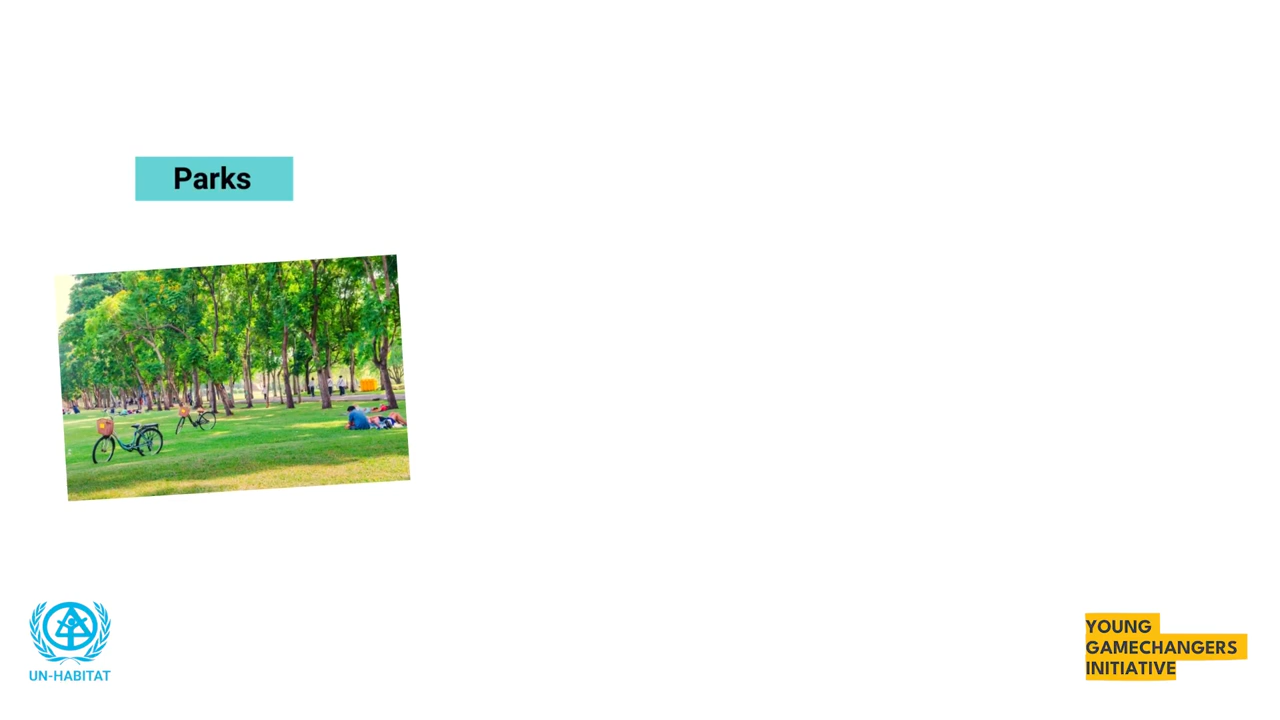 Parks
UN-HABITAT
YOUNG
GAMECHANGERS
INITIATIVE